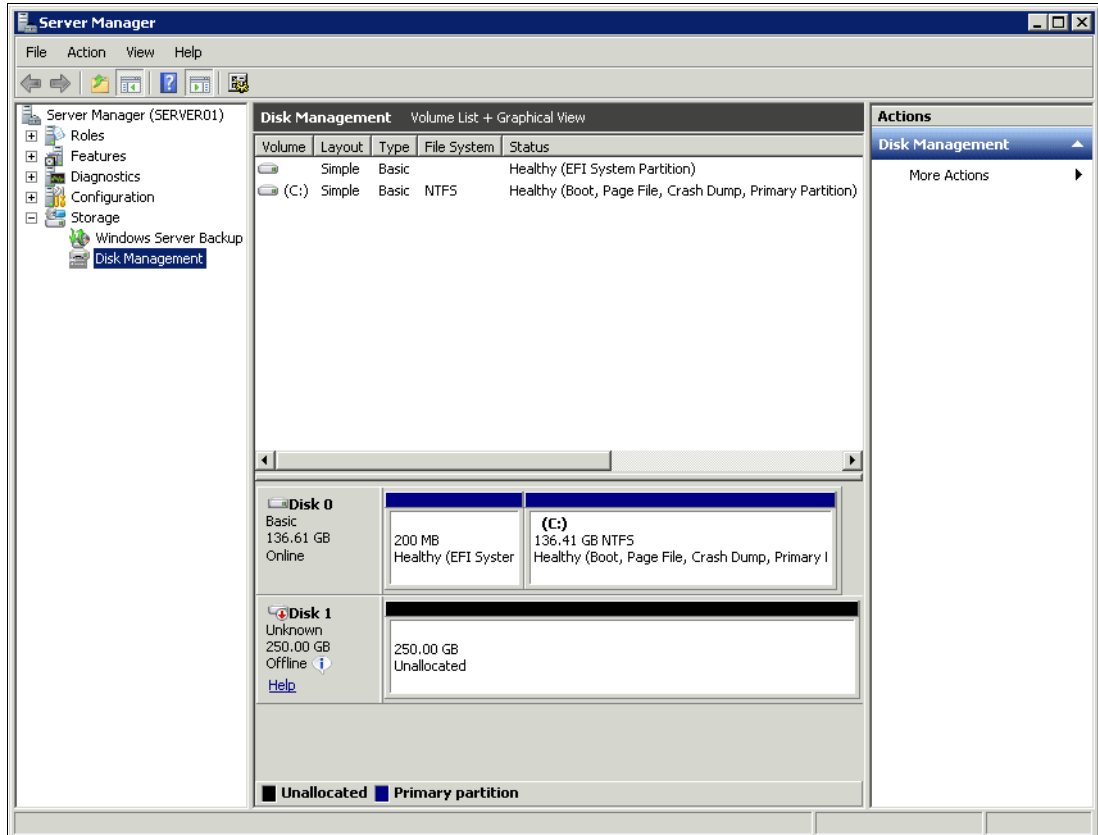 Server Manager
File Action View Help
Server Manager (SERVER01)
Roles
Features
Diagnostics
Configuration
Storage
Windows Server Backup
Disk Management
Disk Management Volume List + Graphical View
Volume Layout Type File System Status
Simple Basic Healthy (EFI System Partition)
(C:) Simple Basic NTFS Healthy (Boot, Page File, Crash Dump, Primary Partition)
Disk 0
Basic
136.61 GB
Online
200 MB
Healthy (EFI Syster
(C:)
136.41 GB NTFS
Healthy (Boot, Page File, Crash Dump, Primary I
Disk 1
Unknown
250.00 GB
Offline
Help
250.00 GB
Unallocated
Unallocated Primary partition
Actions
Disk Management
More Actions